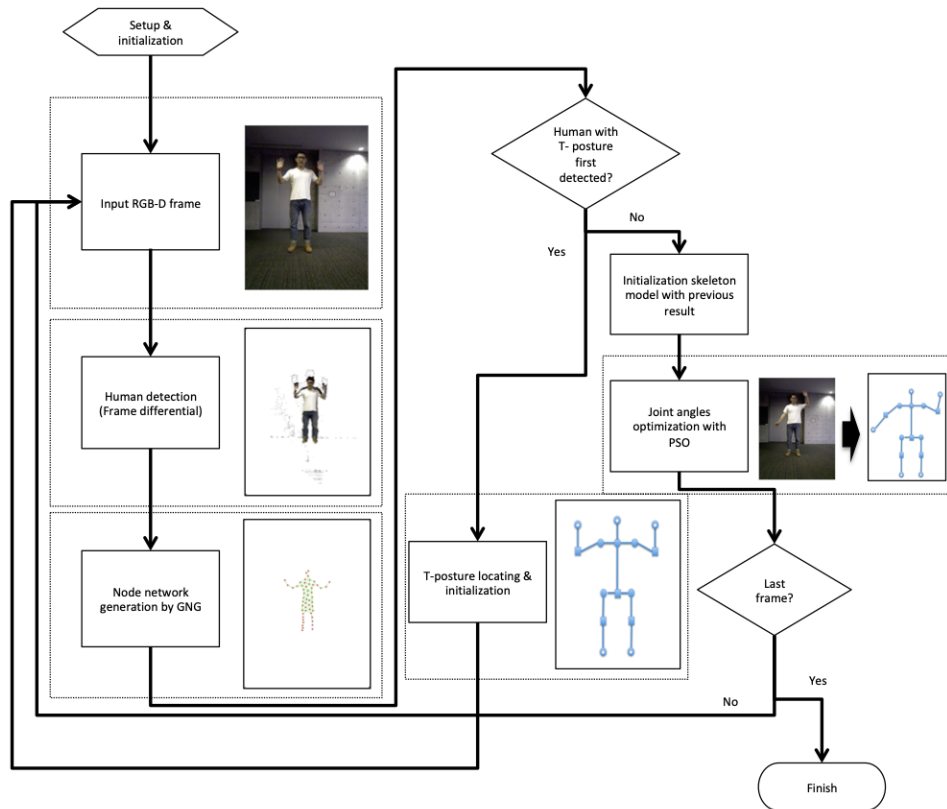 Setup &
initialization
Input RGB-D frame
Human detection
(Frame differential)
Node network
generation by GNG
Human with
T- posture
first
detected?
No
Yes
Initialization skeleton
model with previous
result
Joint angles
optimization with
PSO
T-posture locating &
initialization
Last
frame?
No
Yes
Finish